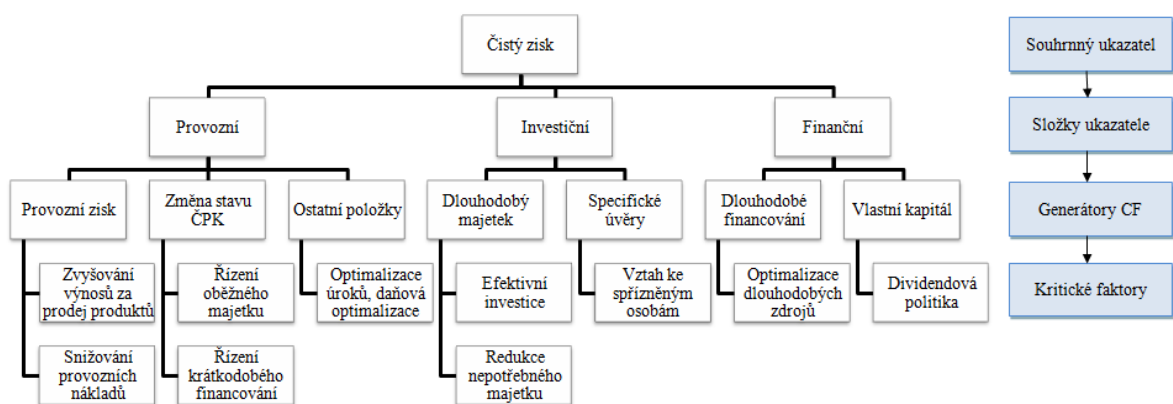 Čistý zisk
Provozní
Investiční
Finanční
Provozní zisk
Změna stavu
ČPK
Ostatní položky
Dlouhodobý
majetek
Specifické
úvěry
Dlouhodobé
financování
Vlastní kapitál
Zvyšování
výnosů za
prodej produktů
Řízení
oběžného
majetku
Optimalizace
úroků, daňová
optimalizace
Efektivní
investice
Vztah ke
spřízněným
osobám
Optimalizace
dlouhodobých
zdrojů
Dividendová
politika
Snižování
provozních
nákladů
Řízení
krátkodobého
financování
Redukce
nepotřebného
majetku
Souhrnný ukazatel
Složky ukazatele
Generátory CF
Kritické faktory